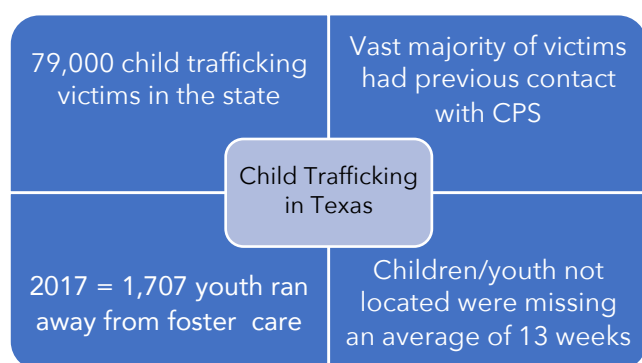 79,000 child trafficking
victims in the state
Vast majority of victims
had previous contact
with CPS
Child Trafficking
in Texas
2017 = 1,707 youth ran
away from foster care
Children/youth not
located were missing
an average of 13 weeks